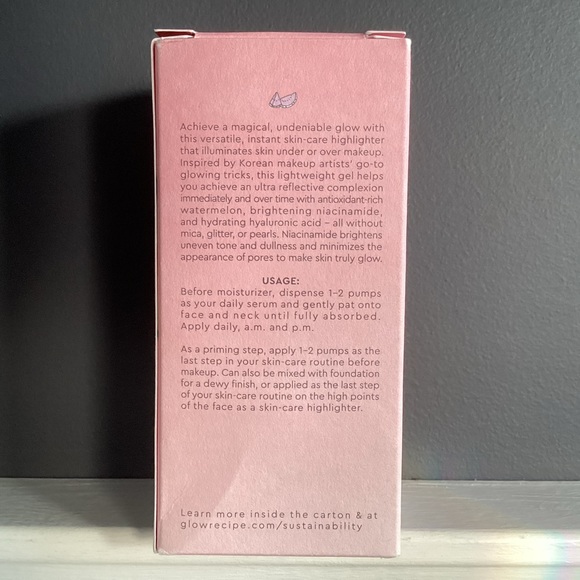 Achieve a magical, undeniable glow with
this versatile, instant skin-care highlighter
that illuminates skin under or over makeup.
Inspired by Korean makeup artists' go-to
glowing tricks, this lightweight gel helps
you achieve an ultra reflective complexion
immediately and over time with antioxidant-rich
watermelon, brightening niacinamide,
and hydrating hyaluronic acid – all without
mica, glitter, or pearls. Niacinamide brightens
uneven tone and dullness and minimizes the
appearance of pores to make skin truly glow.
USAGE:
Before moisturizer, dispense 1–2 pumps
as your daily serum and gently pat onto
face and neck until fully absorbed.
Apply daily, a.m. and p.m.
As a priming step, apply 1–2 pumps as the
last step in your skin-care routine before
makeup. Can also be mixed with foundation
for a dewy finish, or applied as the last step
of your skin-care routine on the high points
of the face as a skin-care highlighter.
Learn more inside the carton & at
glowrecipe.com/sustainability